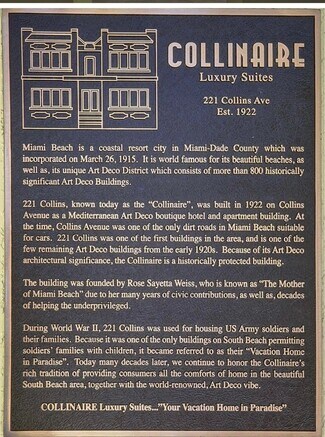 COLLINAIRE
Luxury Suites
221 Collins Ave
Est. 1922
Miami Beach is a coastal resort city in Miami-Dade County which was
incorporated on March 26, 1915. It is world famous for its beautiful beaches, as
well as, its unique Art Deco District which consists of more than 800 historically
significant Art Deco Buildings.
221 Collins, known today as the “Collinaire”, was built in 1922 on Collins
Avenue as a Mediterranean Art Deco boutique hotel and apartment building. At
the time, Collins Avenue was one of the only dirt roads in Miami Beach suitable
for cars. 221 Collins was one of the first buildings in the area, and is one of the
few remaining Art Deco buildings from the early 1920s. Because of its Art Deco
architectural significance, the Collinaire is a historically protected building.
The building was founded by Rose Sayetta Weiss, who is known as “The Mother
of Miami Beach” due to her many years of civic contributions, as well as, decades
of helping the underprivileged.
During World War II, 221 Collins was used for housing US Army soldiers and
their families. Because it was one of the only buildings on South Beach permitting
soldiers’ families with children, it became referred to as their “Vacation Home
in Paradise”. Today many decades later, we continue to honor the Collinaire’s
rich tradition of providing consumers all the comforts of home in the beautiful
South Beach area, together with the world-renowned, Art Deco vibe.
COLLINAIRE Luxury Suites...”Your Vacation Home in Paradise”